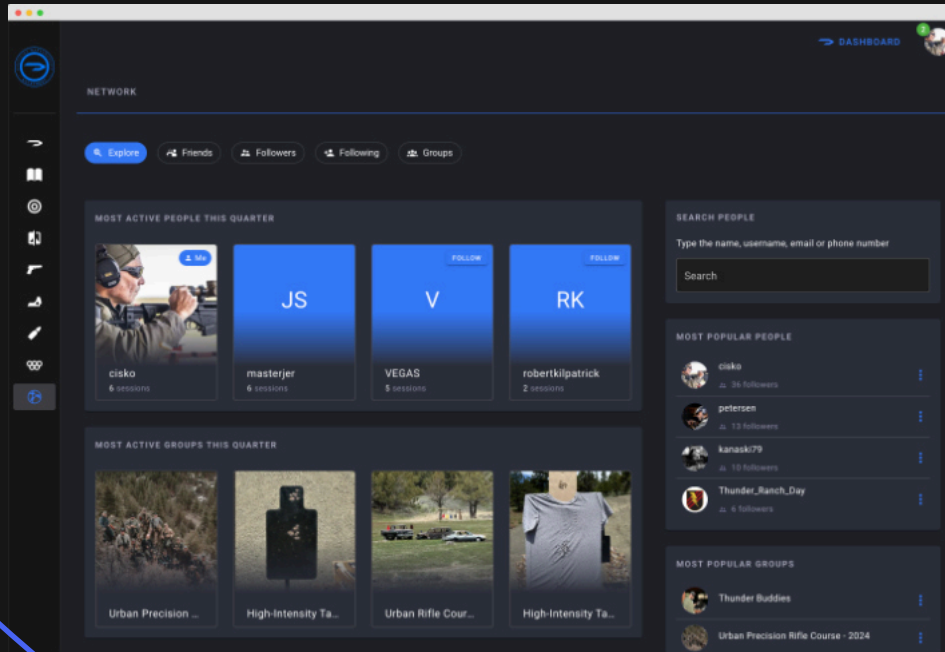 2
DASHBOARD
NETWORK
Explore
Friends
Followers
Following
Groups
MOST ACTIVE PEOPLE THIS QUARTER
Me
cisko
6 sessions
JS
masterjer
6 sessions
FOLLOW
V
VEGAS
5 sessions
FOLLOW
RK
robertkilpatrick
2 sessions
MOST ACTIVE GROUPS THIS QUARTER
Urban Precision ...
High-Intensity Ta...
Urban Rifle Cour...
High-Intensity Ta...
SEARCH PEOPLE
Type the name, username, email or phone number
Search
MOST POPULAR PEOPLE
cisko
36 followers
petersen
13 followers
kanaski79
10 followers
Thunder_Ranch_Day
6 followers
MOST POPULAR GROUPS
Thunder Buddies
Urban Precision Rifle Course - 2024